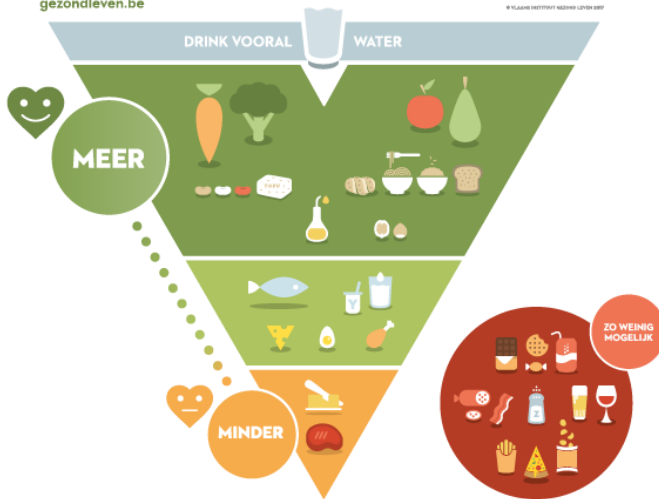 gezondleven.be
© VLAAMS INSTITUUT GEZOND LEVEN 2017
DRINK VOORAL WATER
MEER
TOFU
Y
ZO WEINIG
MOGELIJK
Z
MINDER